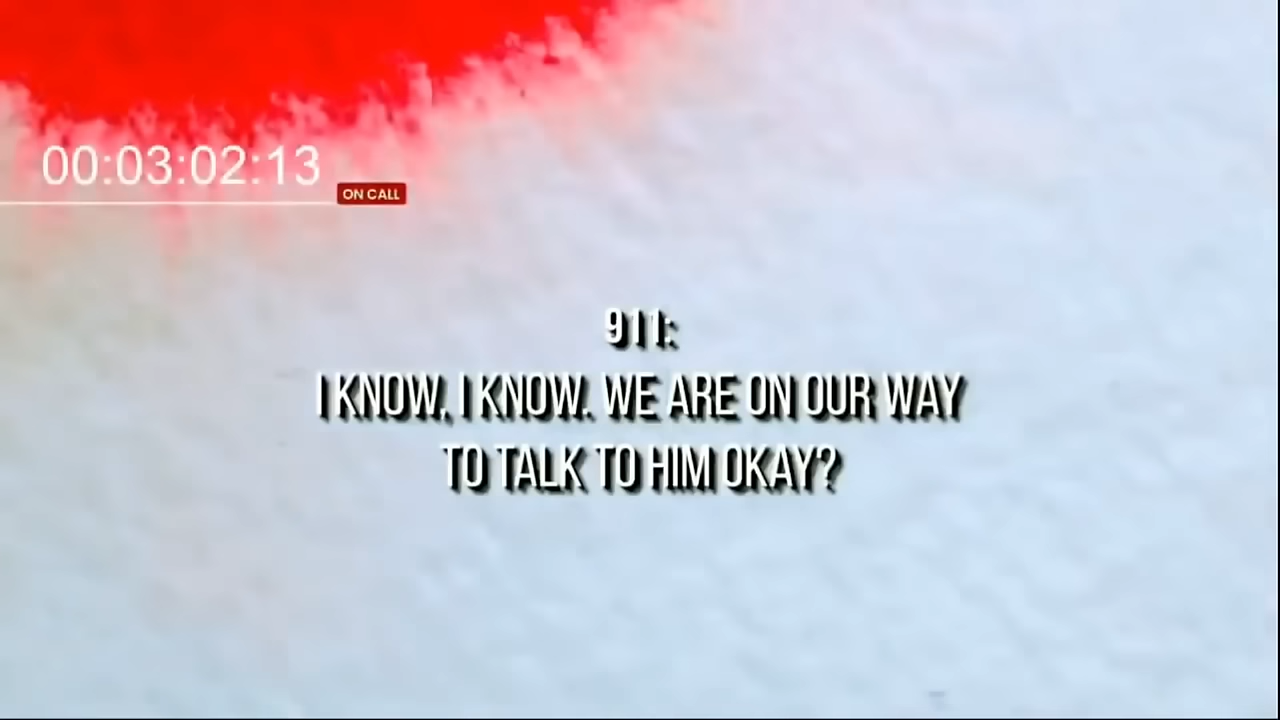 00:03:02:13
ON CALL
911:
I KNOW, I KNOW. WE ARE ON OUR WAY
TO TALK TO HIM OKAY?